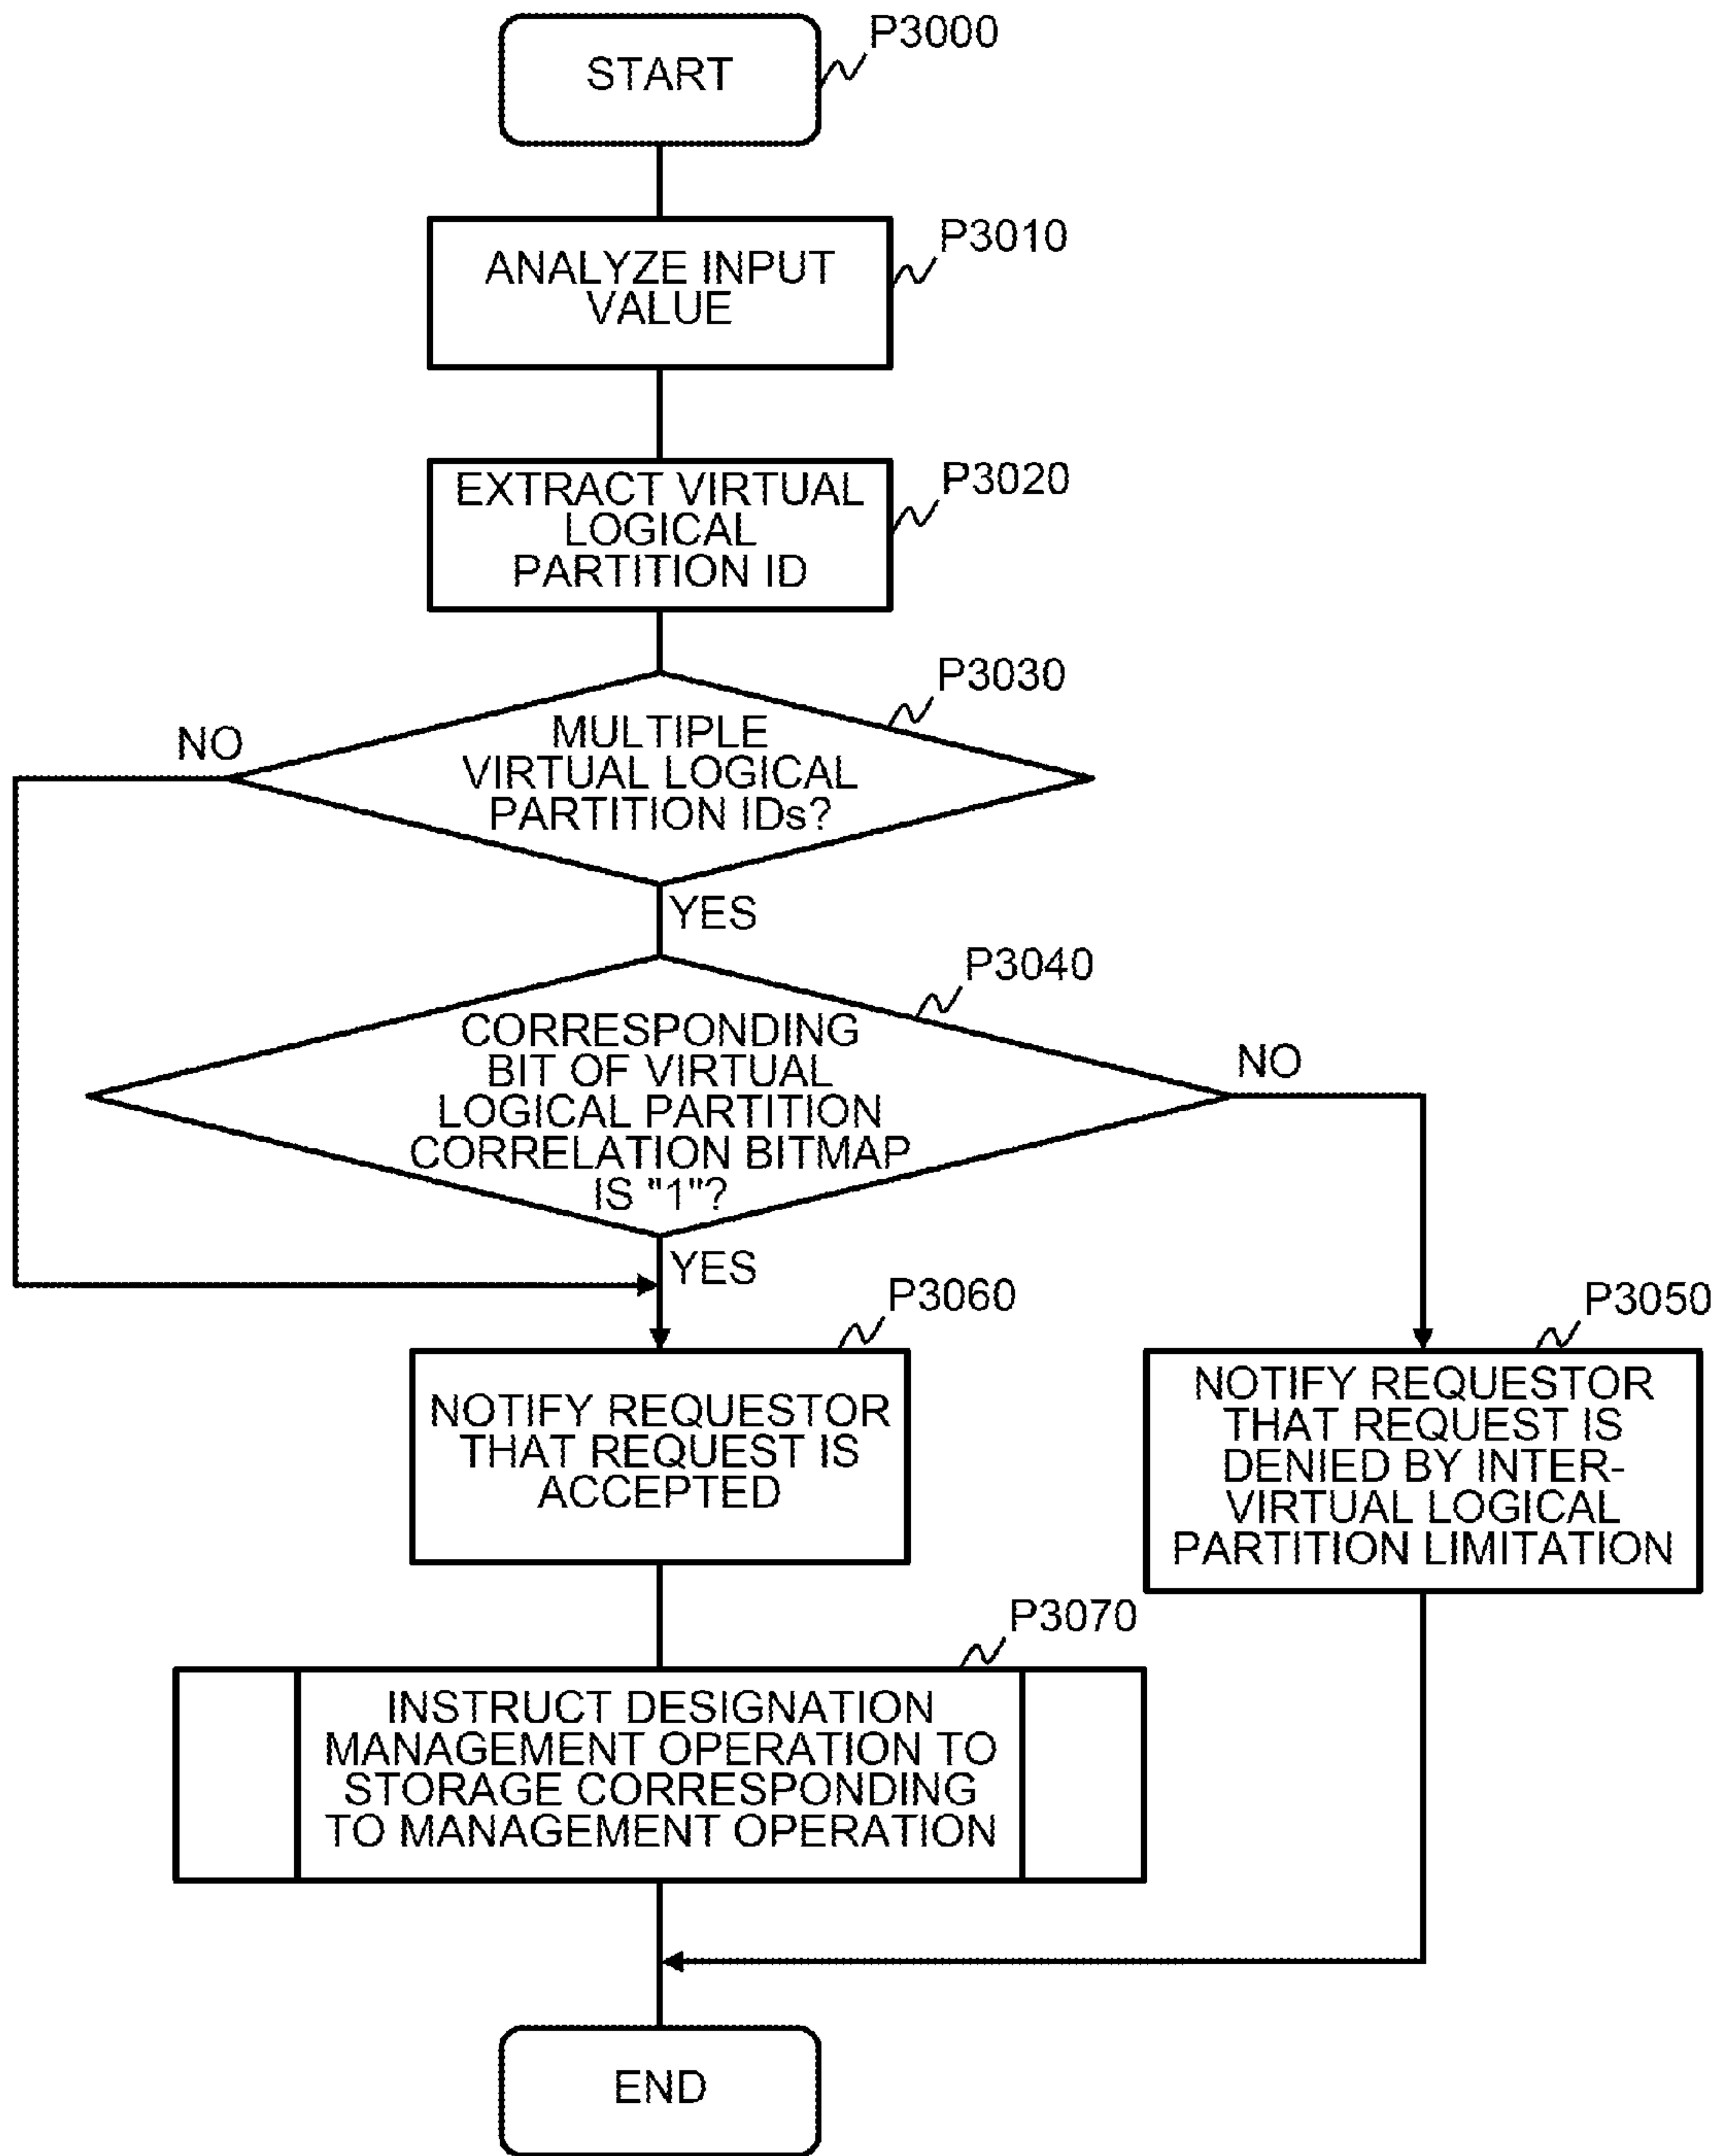 P3000
START
P3010
ANALYZE INPUT
VALUE
P3020
EXTRACT VIRTUAL
LOGICAL
PARTITION ID
P3030
NO
MULTIPLE
VIRTUAL LOGICAL
PARTITION IDs?
YES
P3040
CORRESPONDING
BIT OF VIRTUAL
LOGICAL PARTITION
CORRELATION BITMAP
IS "1"?
NO
YES
P3060
NOTIFY REQUESTOR
THAT REQUEST IS
ACCEPTED
P3050
NOTIFY REQUESTOR
THAT REQUEST IS
DENIED BY INTER-
VIRTUAL LOGICAL
PARTITION LIMITATION
P3070
INSTRUCT DESIGNATION
MANAGEMENT OPERATION TO
STORAGE CORRESPONDING
TO MANAGEMENT OPERATION
END